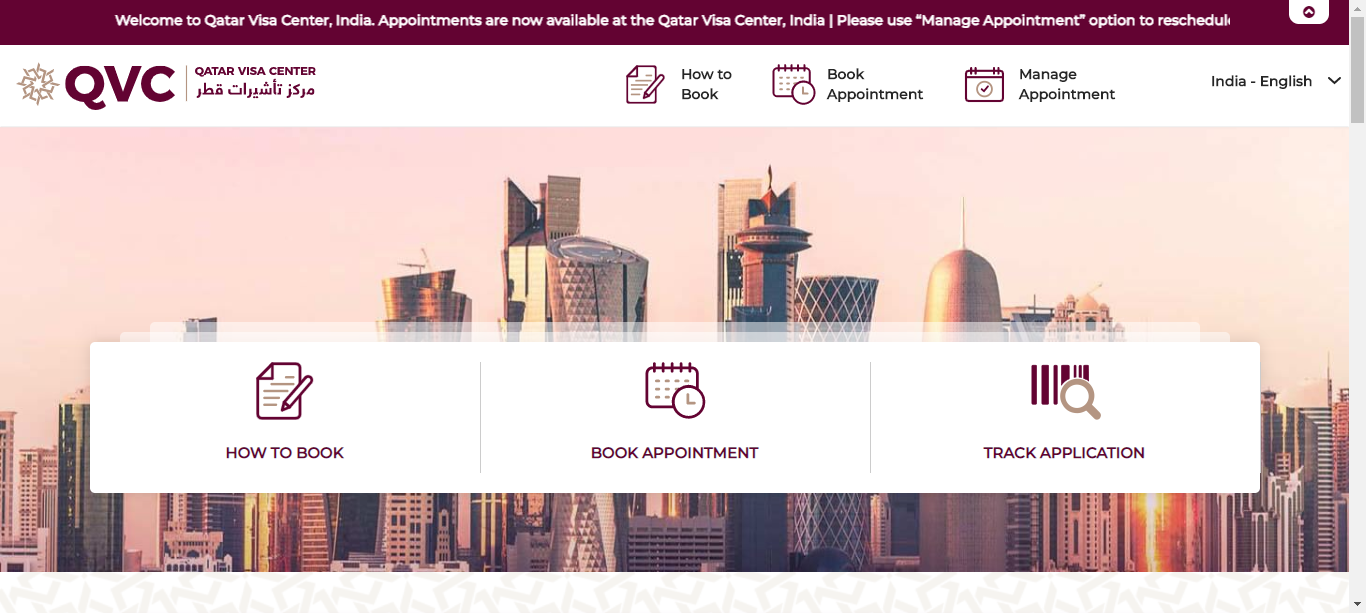 Welcome to Qatar Visa Center, India. Appointments are now available at the Qatar Visa Center, India | Please use “Manage Appointment” option to reschedule
QVC
QATAR VISA CENTER
مركز تأشيرات قطر
How to
Book
Book
Appointment
Manage
Appointment
India - English
HOW TO BOOK
BOOK APPOINTMENT
TRACK APPLICATION